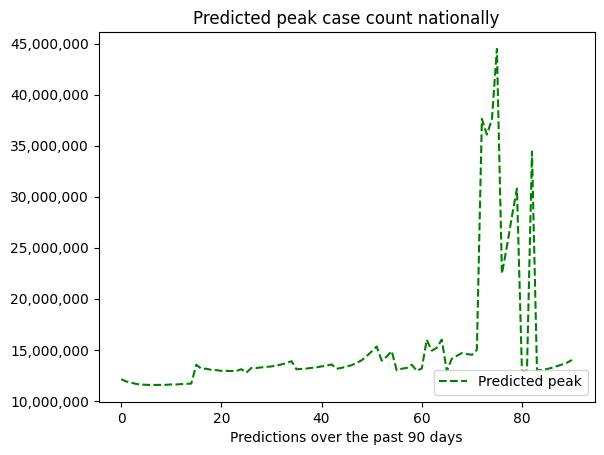 Predicted peak case count nationally
45,000,000
40,000,000
35,000,000
30,000,000
25,000,000
20,000,000
15,000,000
10,000,000
Predicted peak
0 20 40 60 80
Predictions over the past 90 days